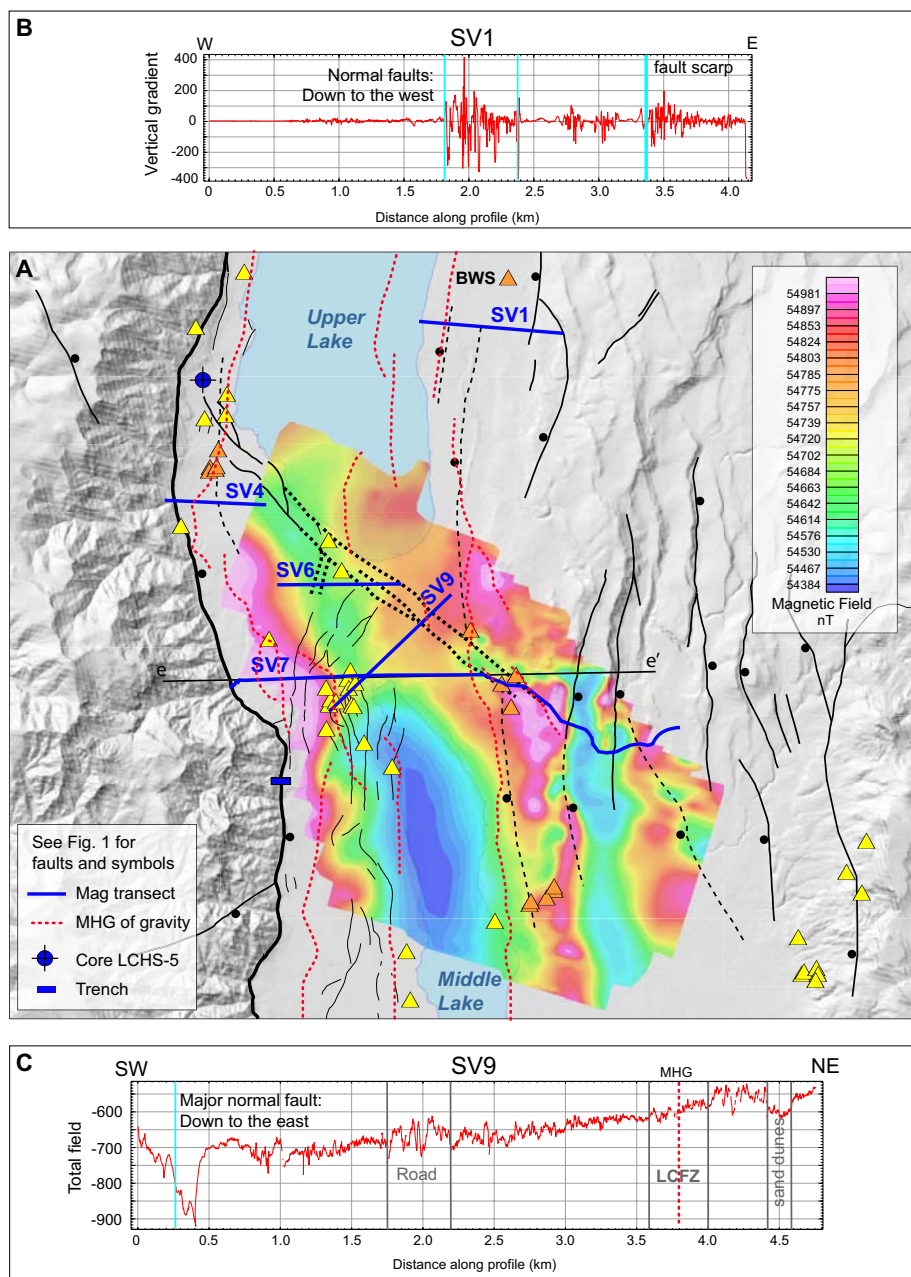 B
W
SV1
E
Vertical gradient
400
200
0
-200
-400
Normal faults:
Down to the west
fault scarp
0 0.5 1.0 1.5 2.0 2.5 3.0 3.5 4.0
Distance along profile (km)
A
Upper
Lake
BWS
SV1
SV4
SV6
SV9
SV7
e
e'
Middle
Lake
54981
54897
54853
54824
54803
54785
54775
54757
54739
54720
54702
54684
54663
54642
54614
54576
54530
54467
54384
Magnetic Field
nT
See Fig. 1 for
faults and symbols
Mag transect
MHG of gravity
Core LCHS-5
Trench
C
SW
SV9
MHG
NE
Total field
-600
-700
-800
-900
Major normal fault:
Down to the east
Road
LCFZ
sand dunes
0 0.5 1.0 1.5 2.0 2.5 3.0 3.5 4.0 4.5
Distance along profile (km)